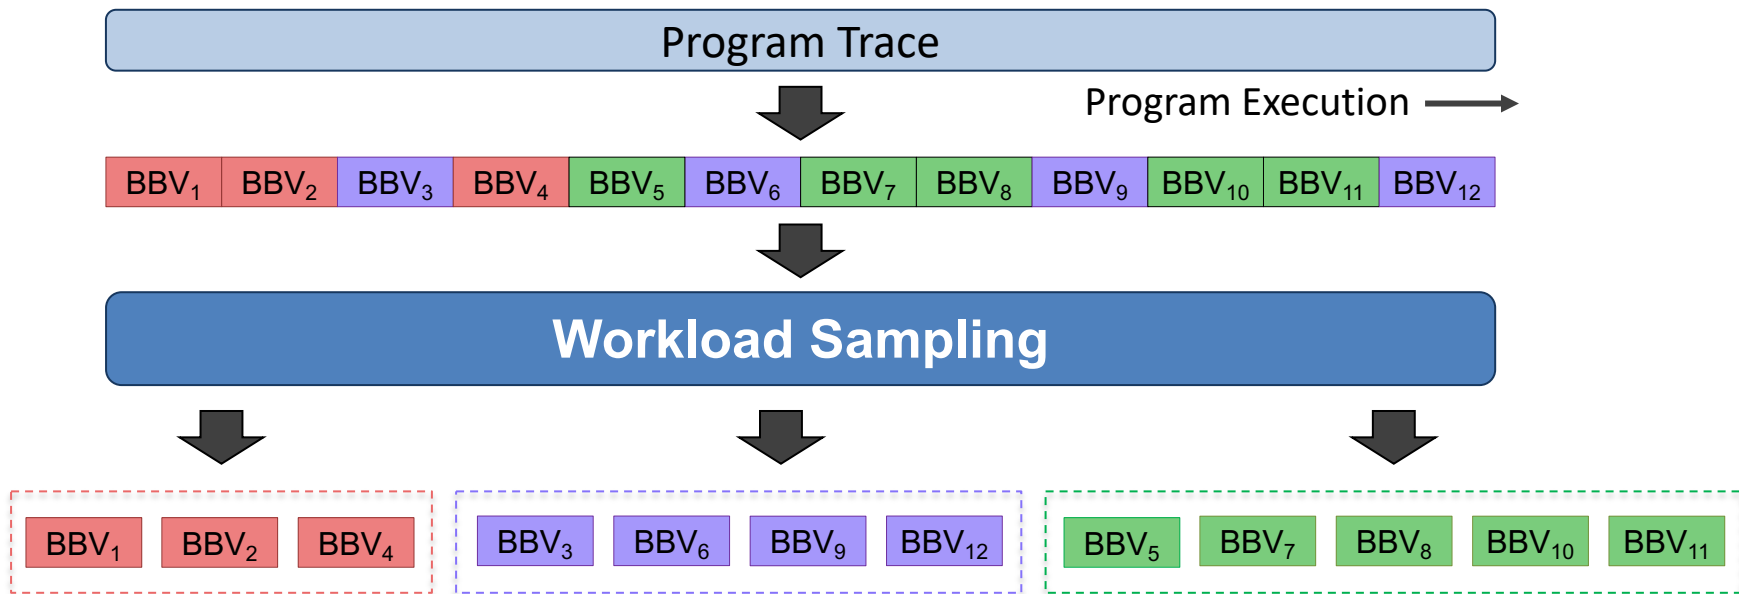 Program Trace
Program Execution
BBV₁ BBV₂ BBV₃ BBV₄ BBV₅ BBV₆ BBV₇ BBV₈ BBV₉ BBV₁₀ BBV₁₁ BBV₁₂
Workload Sampling
BBV₁ BBV₂ BBV₄ BBV₃ BBV₆ BBV₉ BBV₁₂ BBV₅ BBV₇ BBV₈ BBV₁₀ BBV₁₁